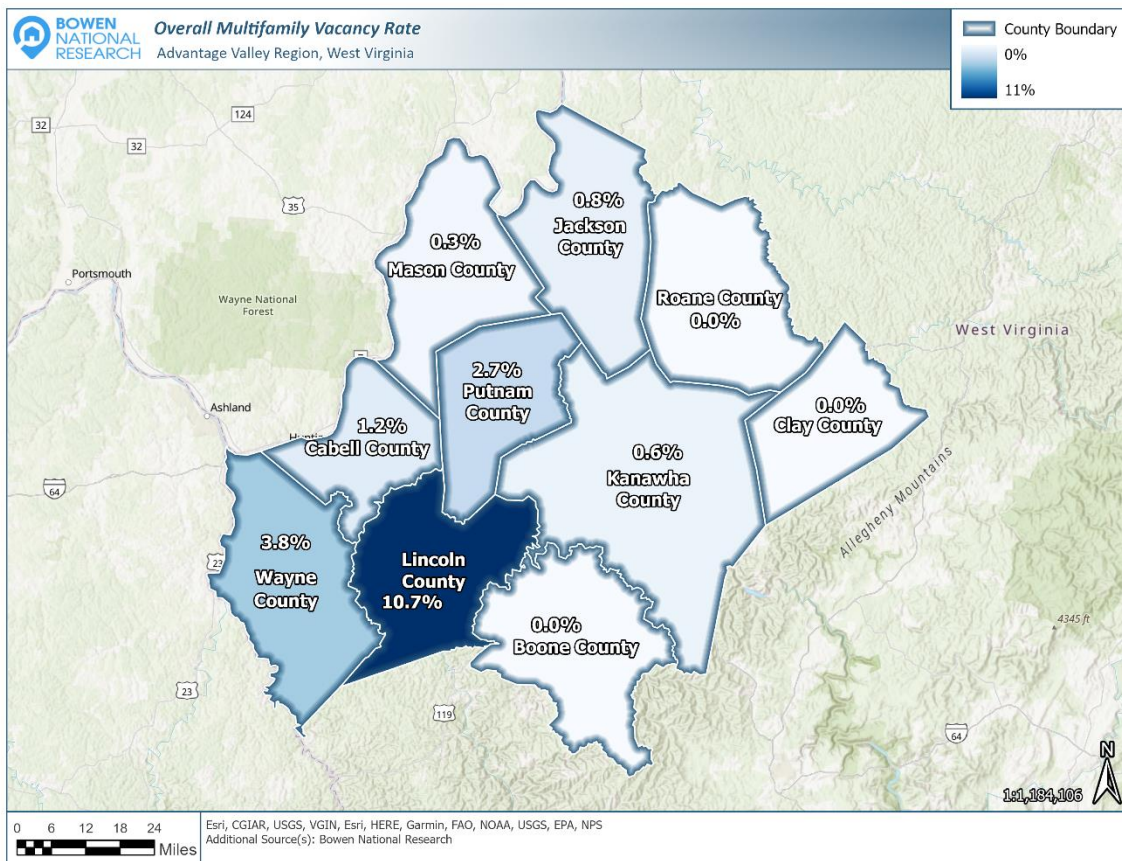 BOWEN
NATIONAL
RESEARCH
Overall Multifamily Vacancy Rate
Advantage Valley Region, West Virginia
County Boundary
0%
11%
124
32
32
35
Portsmouth
Wayne National
Forest
Ashland
64
23
23
119
64
0.3%
Mason County
0.8%
Jackson
County
Roane County
0.0%
West Virginia
2.7%
Putnam
County
1.2%
Cabell County
0.0%
Clay County
0.6%
Kanawha
County
Allegheny Mountains
3.8%
Wayne
County
Lincoln
County
10.7%
0.0%
Boone County
4345 ft
N
1:1,184,106
0 6 12 18 24
Miles
Esri, CGIAR, USGS, VGIN, Esri, HERE, Garmin, FAO, NOAA, USGS, EPA, NPS
Additional Source(s): Bowen National Research